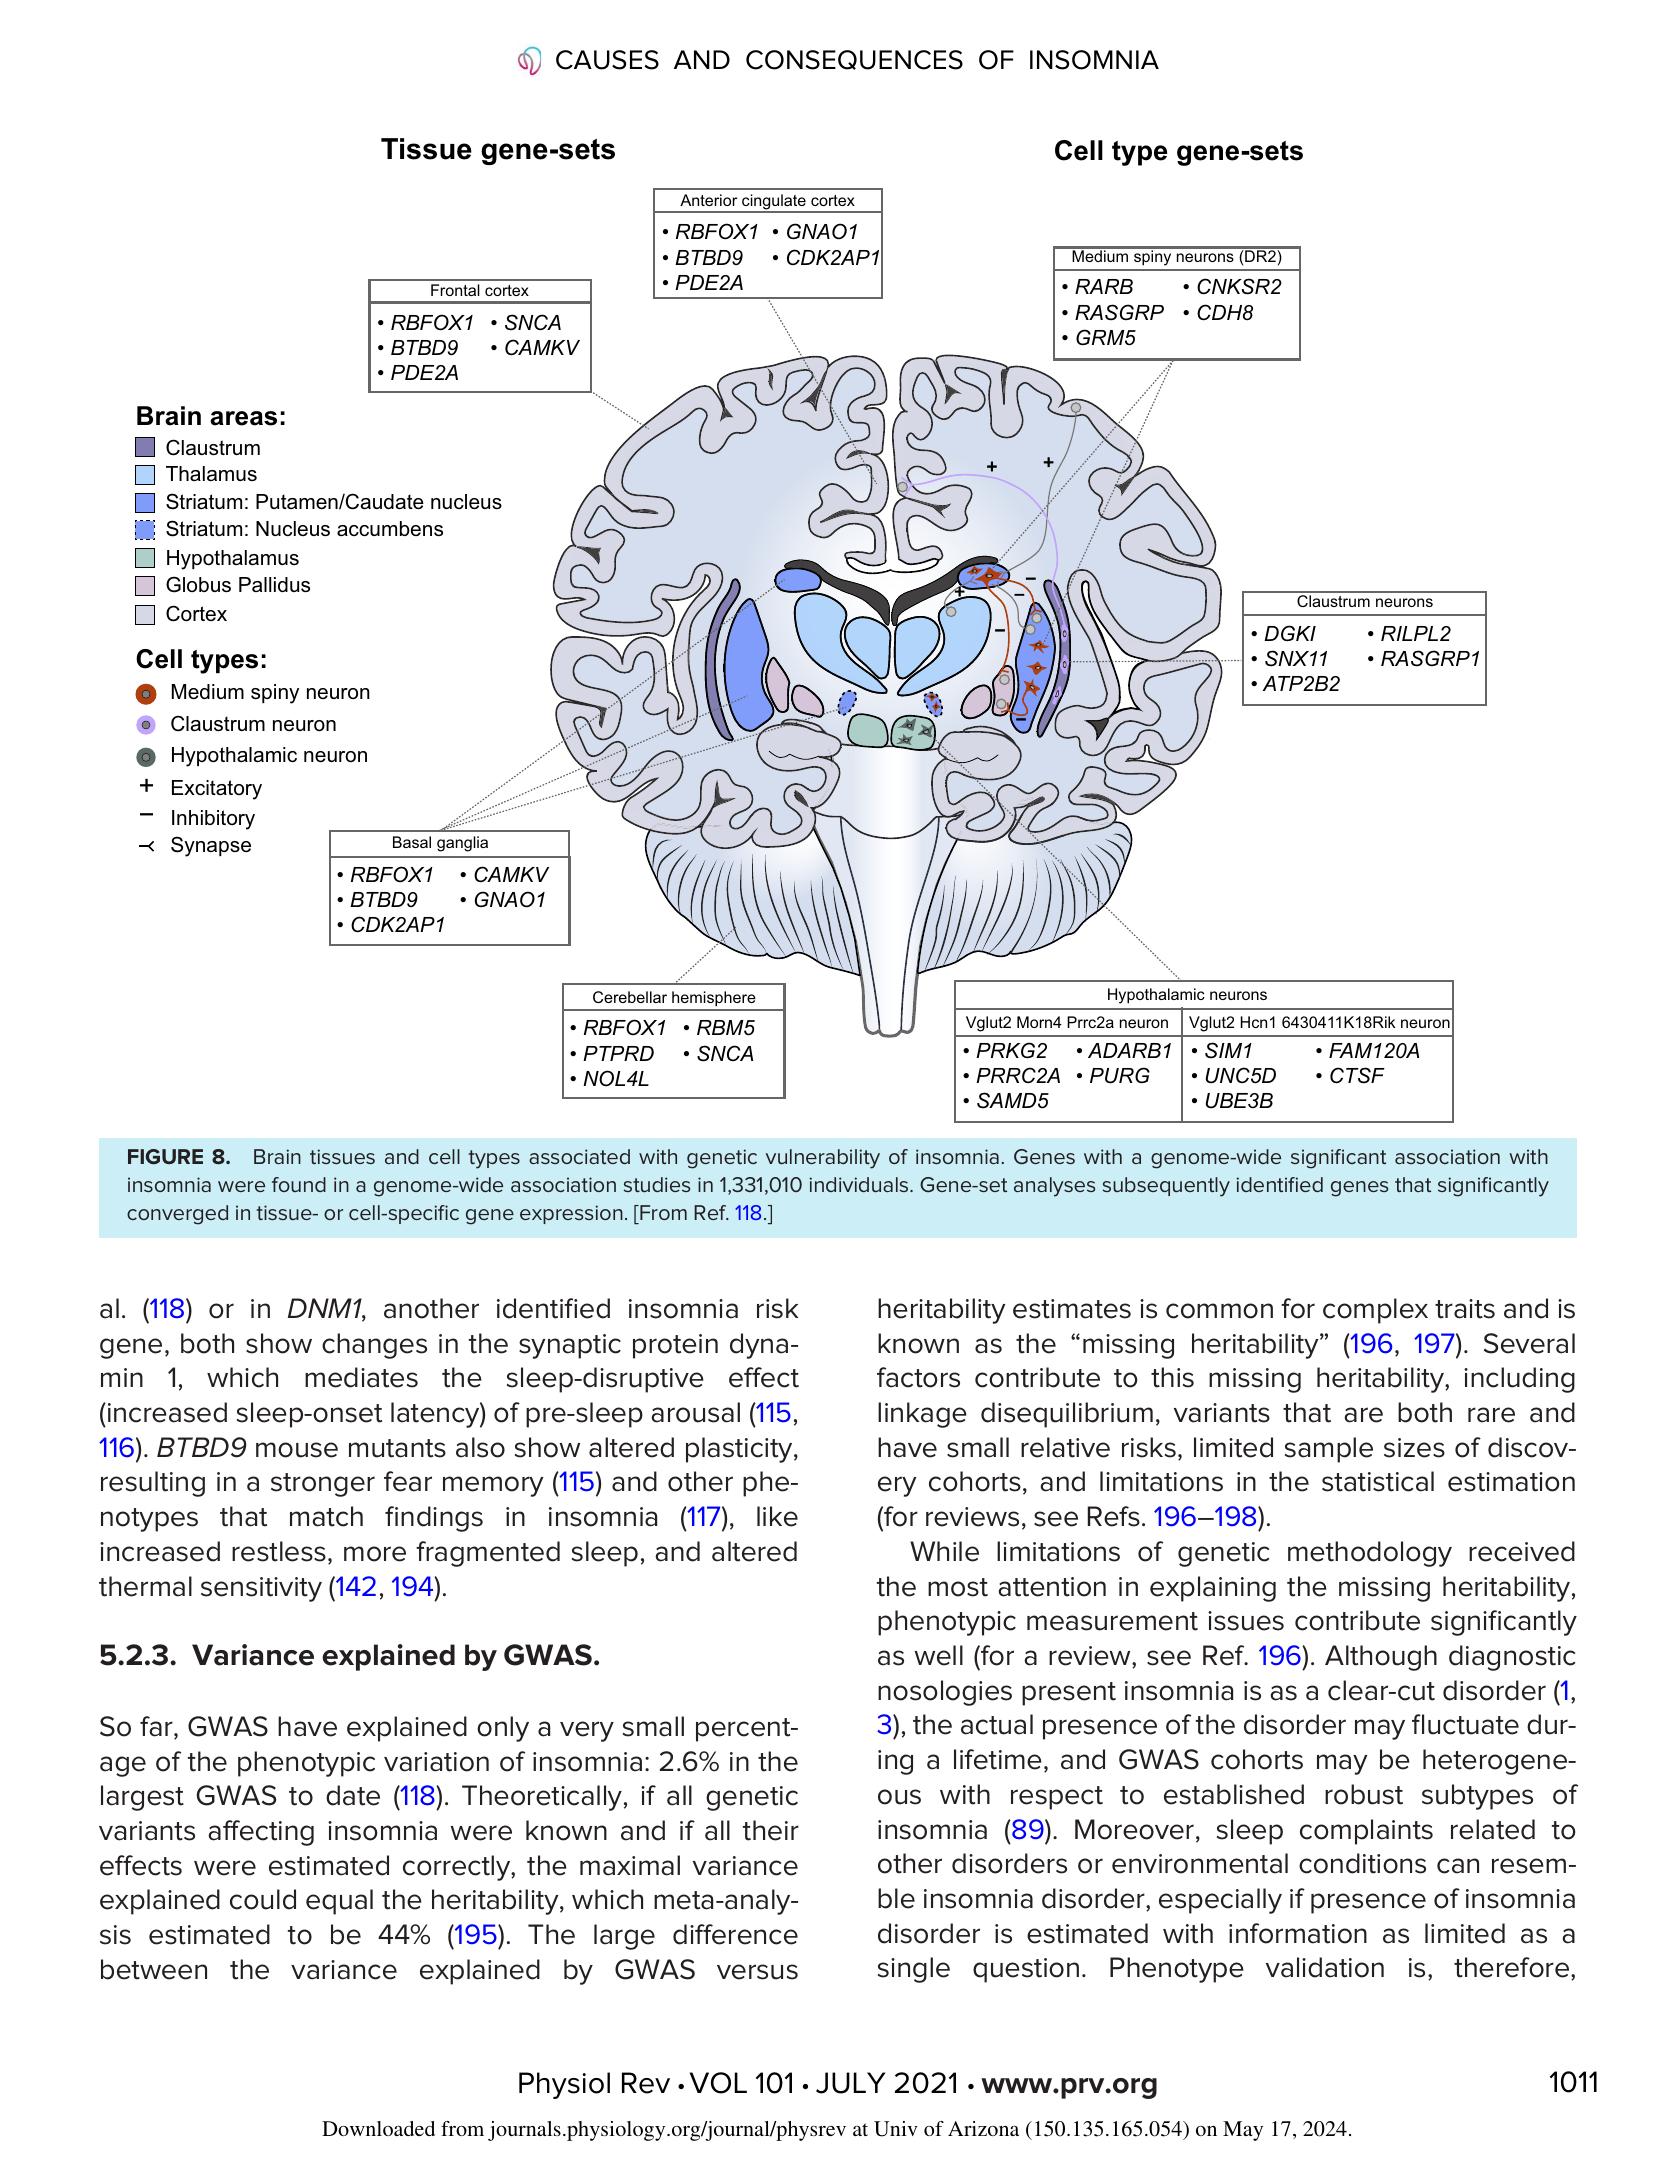 CAUSES AND CONSEQUENCES OF INSOMNIA
Tissue gene-sets
Cell type gene-sets
Anterior cingulate cortex
• RBFOX1 • GNAO1
• BTBD9 • CDK2AP1
• PDE2A
Medium spiny neurons (DR2)
• RARB • CNKSR2
• RASGRP • CDH8
• GRM5
Frontal cortex
• RBFOX1 • SNCA
• BTBD9 • CAMKV
• PDE2A
Brain areas:
Claustrum
Thalamus
Striatum: Putamen/Caudate nucleus
Striatum: Nucleus accumbens
Hypothalamus
Globus Pallidus
Cortex
Cell types:
Medium spiny neuron
Claustrum neuron
Hypothalamic neuron
+ Excitatory
− Inhibitory
Synapse
+ +
+ − −
−
−
Claustrum neurons
• DGKI • RILPL2
• SNX11 • RASGRP1
• ATP2B2
Basal ganglia
• RBFOX1 • CAMKV
• BTBD9 • GNAO1
• CDK2AP1
Cerebellar hemisphere
• RBFOX1 • RBM5
• PTPRD • SNCA
• NOL4L
Hypothalamic neurons
Vglut2 Morn4 Prrc2a neuron
• PRKG2 • ADARB1
• PRRC2A • PURG
• SAMD5
Vglut2 Hcn1 6430411K18Rik neuron
• SIM1 • FAM120A
• UNC5D • CTSF
• UBE3B
FIGURE 8. Brain tissues and cell types associated with genetic vulnerability of insomnia. Genes with a genome-wide significant association with
insomnia were found in a genome-wide association studies in 1,331,010 individuals. Gene-set analyses subsequently identified genes that significantly
converged in tissue- or cell-specific gene expression. [From Ref. 118.]
al. (118) or in DNM1, another identified insomnia risk
gene, both show changes in the synaptic protein dyna-
min 1, which mediates the sleep-disruptive effect
(increased sleep-onset latency) of pre-sleep arousal (115,
116). BTBD9 mouse mutants also show altered plasticity,
resulting in a stronger fear memory (115) and other phe-
notypes that match findings in insomnia (117), like
increased restless, more fragmented sleep, and altered
thermal sensitivity (142, 194).
5.2.3. Variance explained by GWAS.
So far, GWAS have explained only a very small percent-
age of the phenotypic variation of insomnia: 2.6% in the
largest GWAS to date (118). Theoretically, if all genetic
variants affecting insomnia were known and if all their
effects were estimated correctly, the maximal variance
explained could equal the heritability, which meta-analy-
sis estimated to be 44% (195). The large difference
between the variance explained by GWAS versus
heritability estimates is common for complex traits and is
known as the “missing heritability” (196, 197). Several
factors contribute to this missing heritability, including
linkage disequilibrium, variants that are both rare and
have small relative risks, limited sample sizes of discov-
ery cohorts, and limitations in the statistical estimation
(for reviews, see Refs. 196–198).
While limitations of genetic methodology received
the most attention in explaining the missing heritability,
phenotypic measurement issues contribute significantly
as well (for a review, see Ref. 196). Although diagnostic
nosologies present insomnia is as a clear-cut disorder (1,
3), the actual presence of the disorder may fluctuate dur-
ing a lifetime, and GWAS cohorts may be heterogene-
ous with respect to established robust subtypes of
insomnia (89). Moreover, sleep complaints related to
other disorders or environmental conditions can resem-
ble insomnia disorder, especially if presence of insomnia
disorder is estimated with information as limited as a
single question. Phenotype validation is, therefore,
Physiol Rev • VOL 101 • JULY 2021 • www.prv.org
1011
Downloaded from journals.physiology.org/journal/physrev at Univ of Arizona (150.135.165.054) on May 17, 2024.